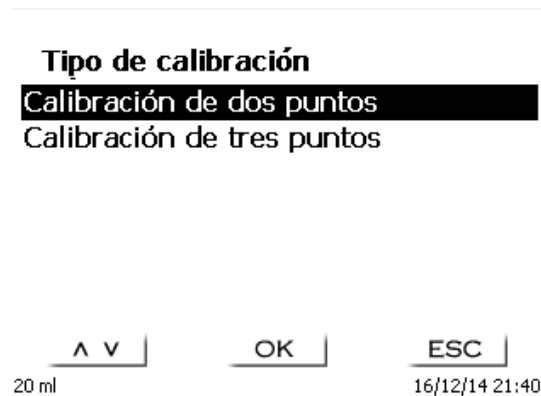 Tipo de calibración
Calibración de dos puntos
Calibración de tres puntos
∧ ∨ OK ESC
20 ml 16/12/14 21:40